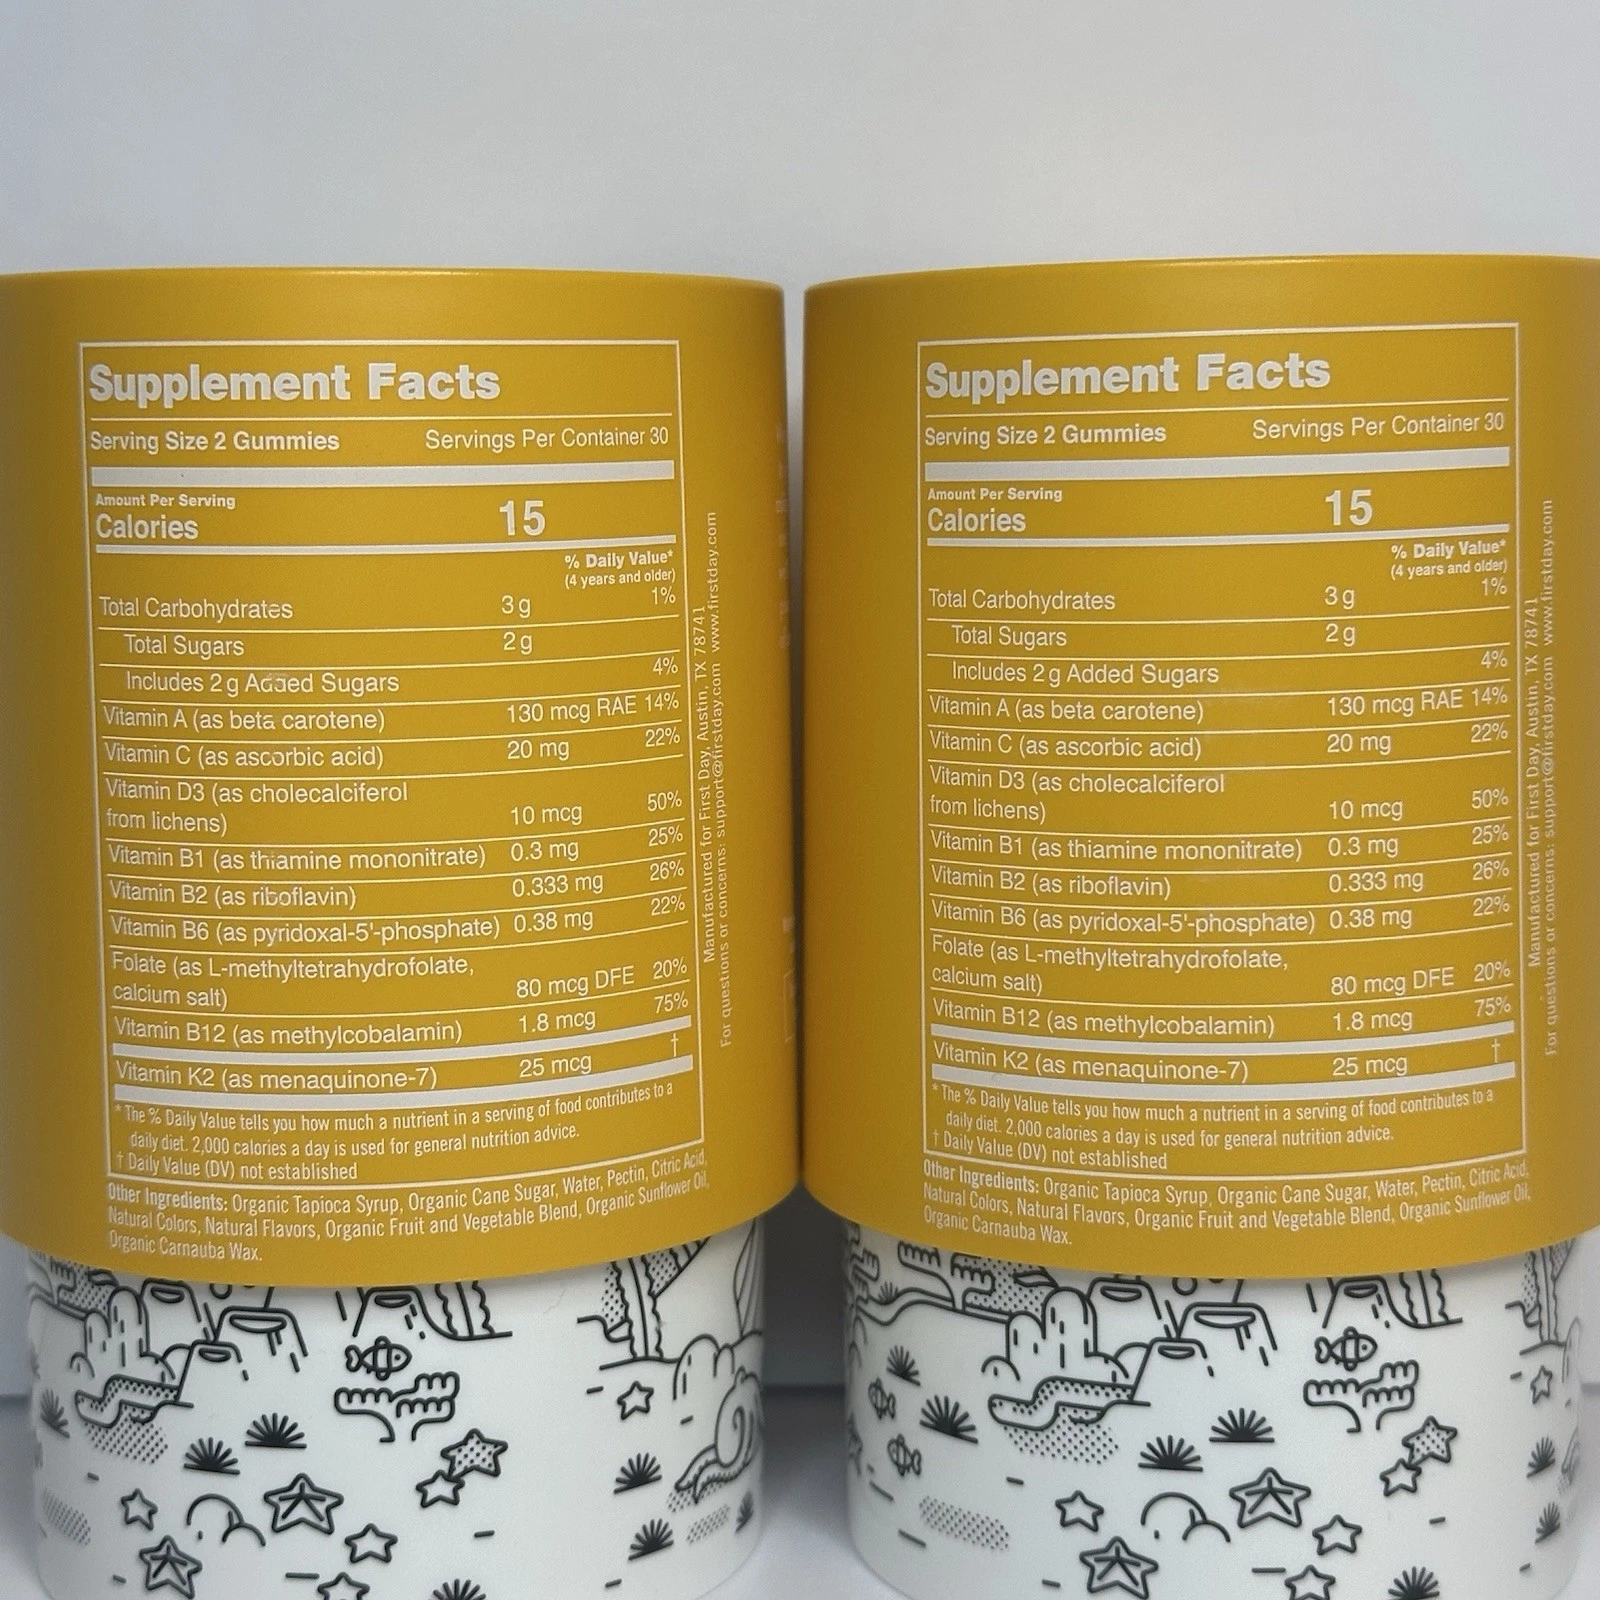 Supplement Facts
Serving Size 2 Gummies Servings Per Container 30
Amount Per Serving
Calories 15
% Daily Value*
(4 years and older)
Total Carbohydrates 3 g 1%
Total Sugars 2 g
Includes 2 g Added Sugars 4%
Vitamin A (as beta carotene) 130 mcg RAE 14%
Vitamin C (as ascorbic acid) 20 mg 22%
Vitamin D3 (as cholecalciferol
from lichens) 10 mcg 50%
Vitamin B1 (as thiamine mononitrate) 0.3 mg 25%
Vitamin B2 (as riboflavin) 0.333 mg 26%
Vitamin B6 (as pyridoxal-5'-phosphate) 0.38 mg 22%
Folate (as L-methyltetrahydrofolate,
calcium salt) 80 mcg DFE 20%
Vitamin B12 (as methylcobalamin) 1.8 mcg 75%
Vitamin K2 (as menaquinone-7) 25 mcg †
* The % Daily Value tells you how much a nutrient in a serving of food contributes to a
daily diet. 2,000 calories a day is used for general nutrition advice.
† Daily Value (DV) not established
Other Ingredients: Organic Tapioca Syrup, Organic Cane Sugar, Water, Pectin, Citric Acid,
Natural Colors, Natural Flavors, Organic Fruit and Vegetable Blend, Organic Sunflower Oil,
Organic Carnauba Wax.
Manufactured for First Day, Austin, TX 78741
For questions or concerns: support@firstday.com www.firstday.com
Supplement Facts
Serving Size 2 Gummies Servings Per Container 30
Amount Per Serving
Calories 15
% Daily Value*
(4 years and older)
Total Carbohydrates 3 g 1%
Total Sugars 2 g
Includes 2 g Added Sugars 4%
Vitamin A (as beta carotene) 130 mcg RAE 14%
Vitamin C (as ascorbic acid) 20 mg 22%
Vitamin D3 (as cholecalciferol
from lichens) 10 mcg 50%
Vitamin B1 (as thiamine mononitrate) 0.3 mg 25%
Vitamin B2 (as riboflavin) 0.333 mg 26%
Vitamin B6 (as pyridoxal-5'-phosphate) 0.38 mg 22%
Folate (as L-methyltetrahydrofolate,
calcium salt) 80 mcg DFE 20%
Vitamin B12 (as methylcobalamin) 1.8 mcg 75%
Vitamin K2 (as menaquinone-7) 25 mcg †
* The % Daily Value tells you how much a nutrient in a serving of food contributes to a
daily diet. 2,000 calories a day is used for general nutrition advice.
† Daily Value (DV) not established
Other Ingredients: Organic Tapioca Syrup, Organic Cane Sugar, Water, Pectin, Citric Acid,
Natural Colors, Natural Flavors, Organic Fruit and Vegetable Blend, Organic Sunflower Oil,
Organic Carnauba Wax.
Manufactured for First Day, Austin, TX 78741
For questions or concerns: support@firstday.com www.firstday.com